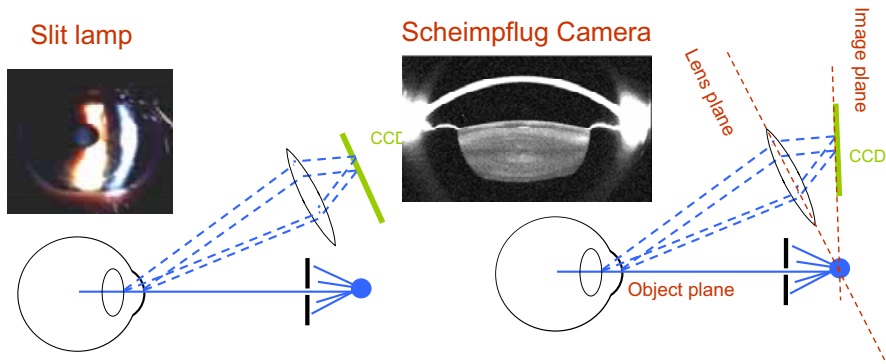 Slit lamp
CCD
Scheimpflug Camera
Lens plane
Image plane
CCD
Object plane